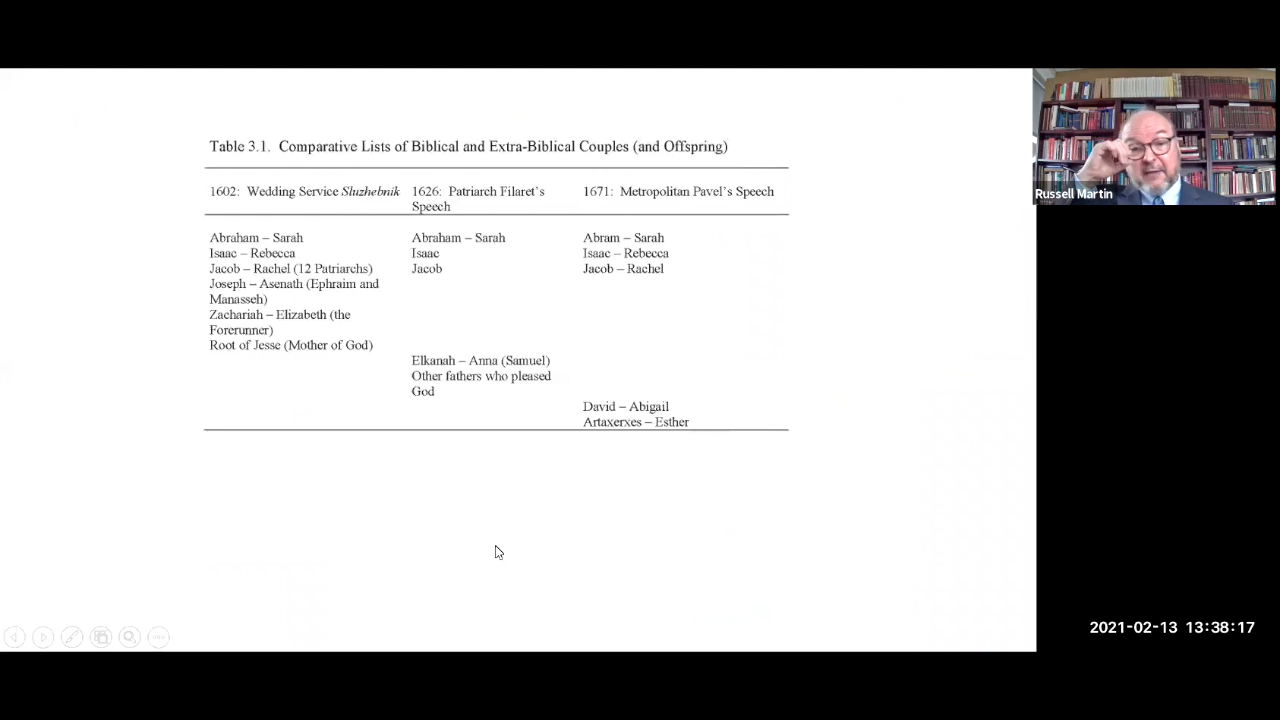 Table 3.1. Comparative Lists of Biblical and Extra-Biblical Couples (and Offspring)
1602: Wedding Service Sluzhebnik
1626: Patriarch Filaret's
Speech
1671: Metropolitan Pavel's Speech
Abraham – Sarah
Isaac – Rebecca
Jacob – Rachel (12 Patriarchs)
Joseph – Asenath (Ephraim and
Manasseh)
Zachariah – Elizabeth (the
Forerunner)
Root of Jesse (Mother of God)
Abraham – Sarah
Isaac
Jacob
Elkanah – Anna (Samuel)
Other fathers who pleased
God
Abram – Sarah
Isaac – Rebecca
Jacob – Rachel
David – Abigail
Artaxerxes – Esther
Russell Martin
2021-02-13 13:38:17